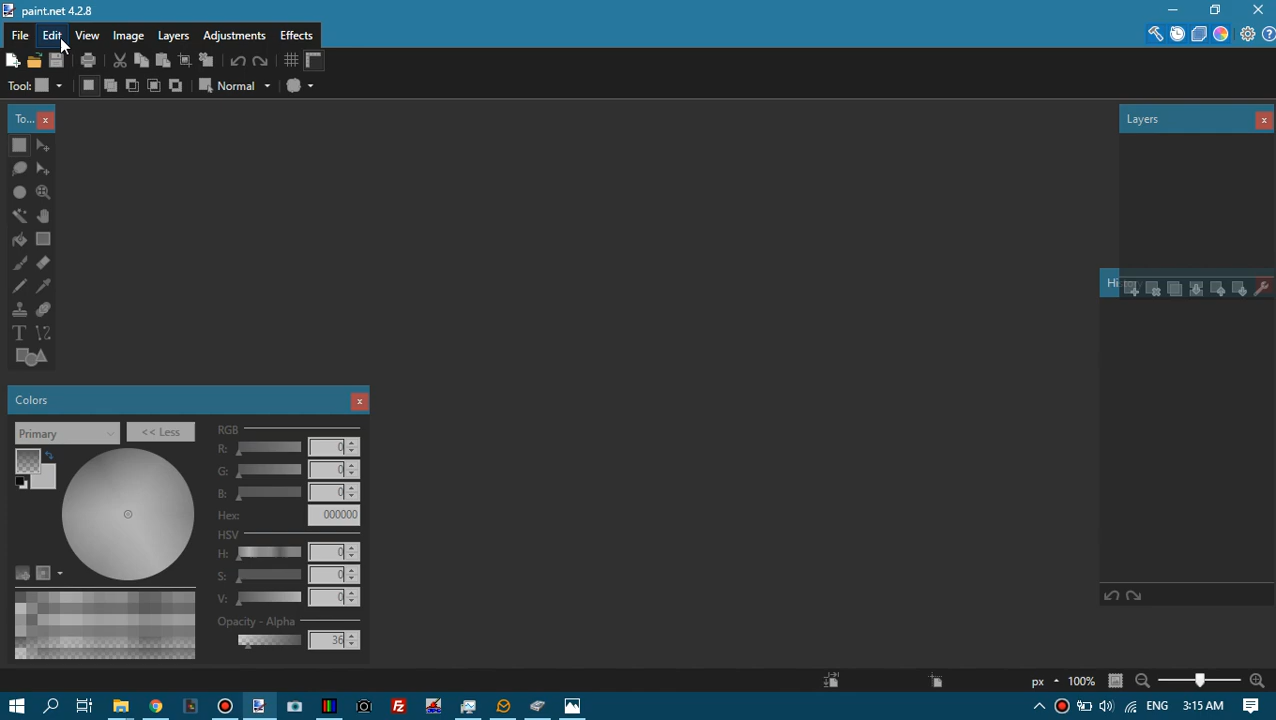 paint.net 4.2.8
File Edit View Image Layers Adjustments Effects
Tool: Normal
To... x
Layers x
Hi
Colors x
Primary << Less
RGB
R: 0
G: 0
B: 0
Hex: 000000
HSV
H: 0
S: 0
V: 0
Opacity - Alpha
36
px 100%
ENG 3:15 AM